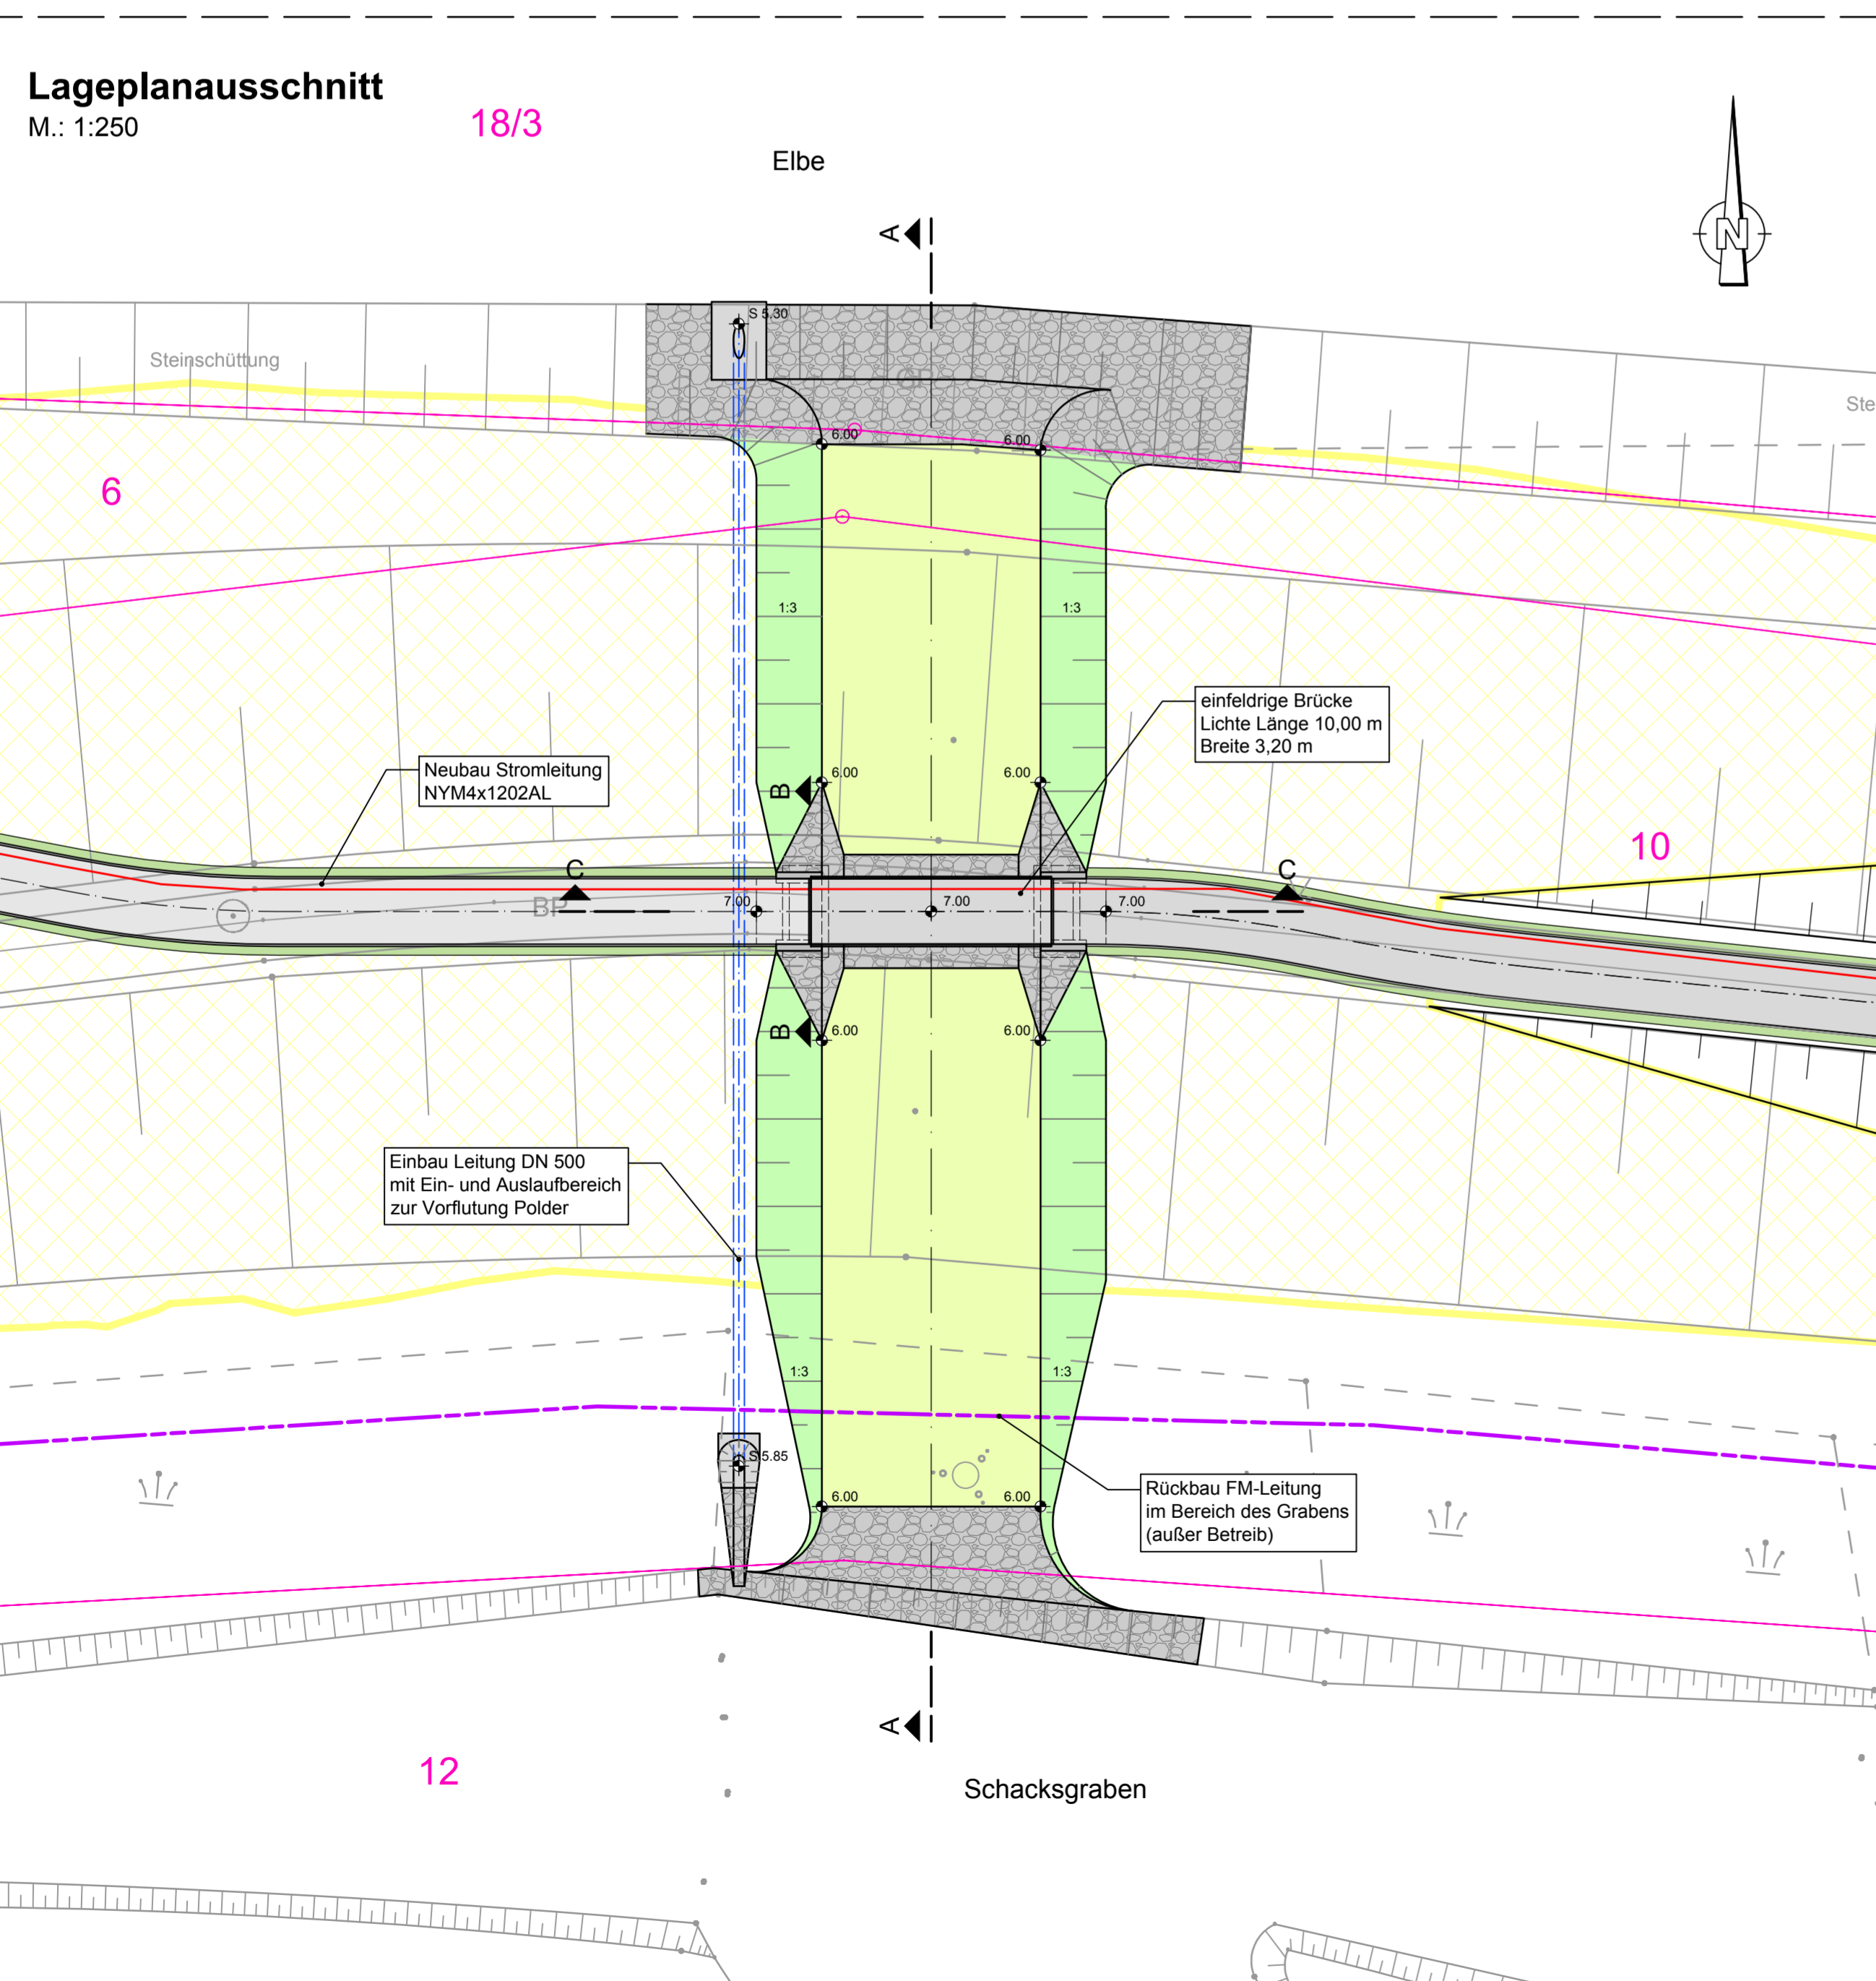 Lageplanausschnitt
M.: 1:250
18/3
Elbe
N
A
S 5.30
Steinschüttung
Ste
6.00
6.00
6
1:3
1:3
einfeldrige Brücke
Lichte Länge 10,00 m
Breite 3,20 m
Neubau Stromleitung
NYM4x1202AL
6.00
6.00
B
10
C
C
BP
7.00
7.00
7.00
B
6.00
6.00
Einbau Leitung DN 500
mit Ein- und Auslaufbereich
zur Vorflutung Polder
1:3
1:3
S 5.85
6.00
6.00
Rückbau FM-Leitung
im Bereich des Grabens
(außer Betreib)
A
12
Schacksgraben